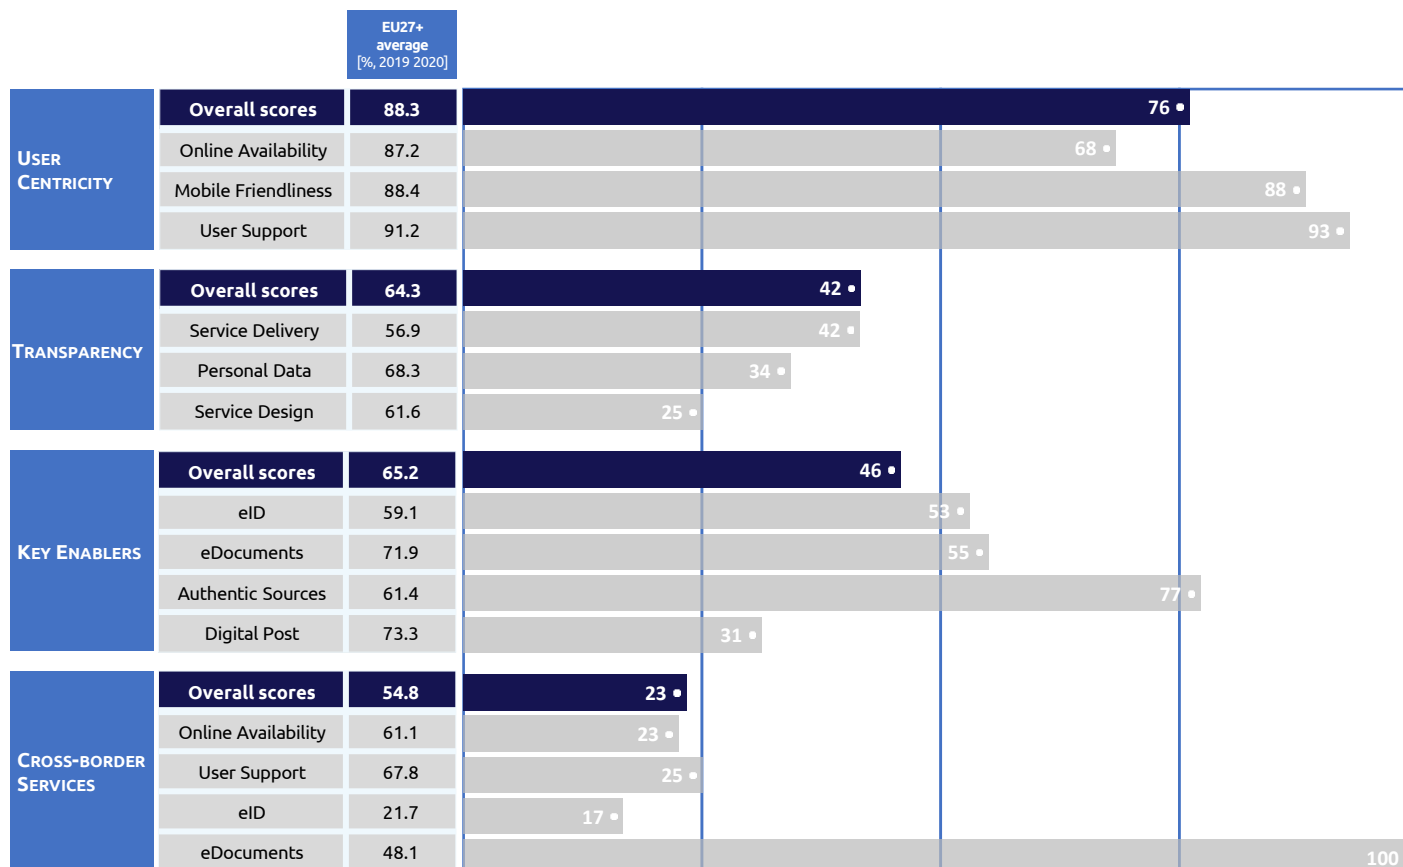 EU27+
average
[%, 2019 2020]
USER
CENTRICITY
Overall scores 88.3 76
Online Availability 87.2 68
Mobile Friendliness 88.4 88
User Support 91.2 93
TRANSPARENCY
Overall scores 64.3 42
Service Delivery 56.9 42
Personal Data 68.3 34
Service Design 61.6 25
KEY ENABLERS
Overall scores 65.2 46
eID 59.1 53
eDocuments 71.9 55
Authentic Sources 61.4 77
Digital Post 73.3 31
CROSS-BORDER
SERVICES
Overall scores 54.8 23
Online Availability 61.1 23
User Support 67.8 25
eID 21.7 17
eDocuments 48.1 100